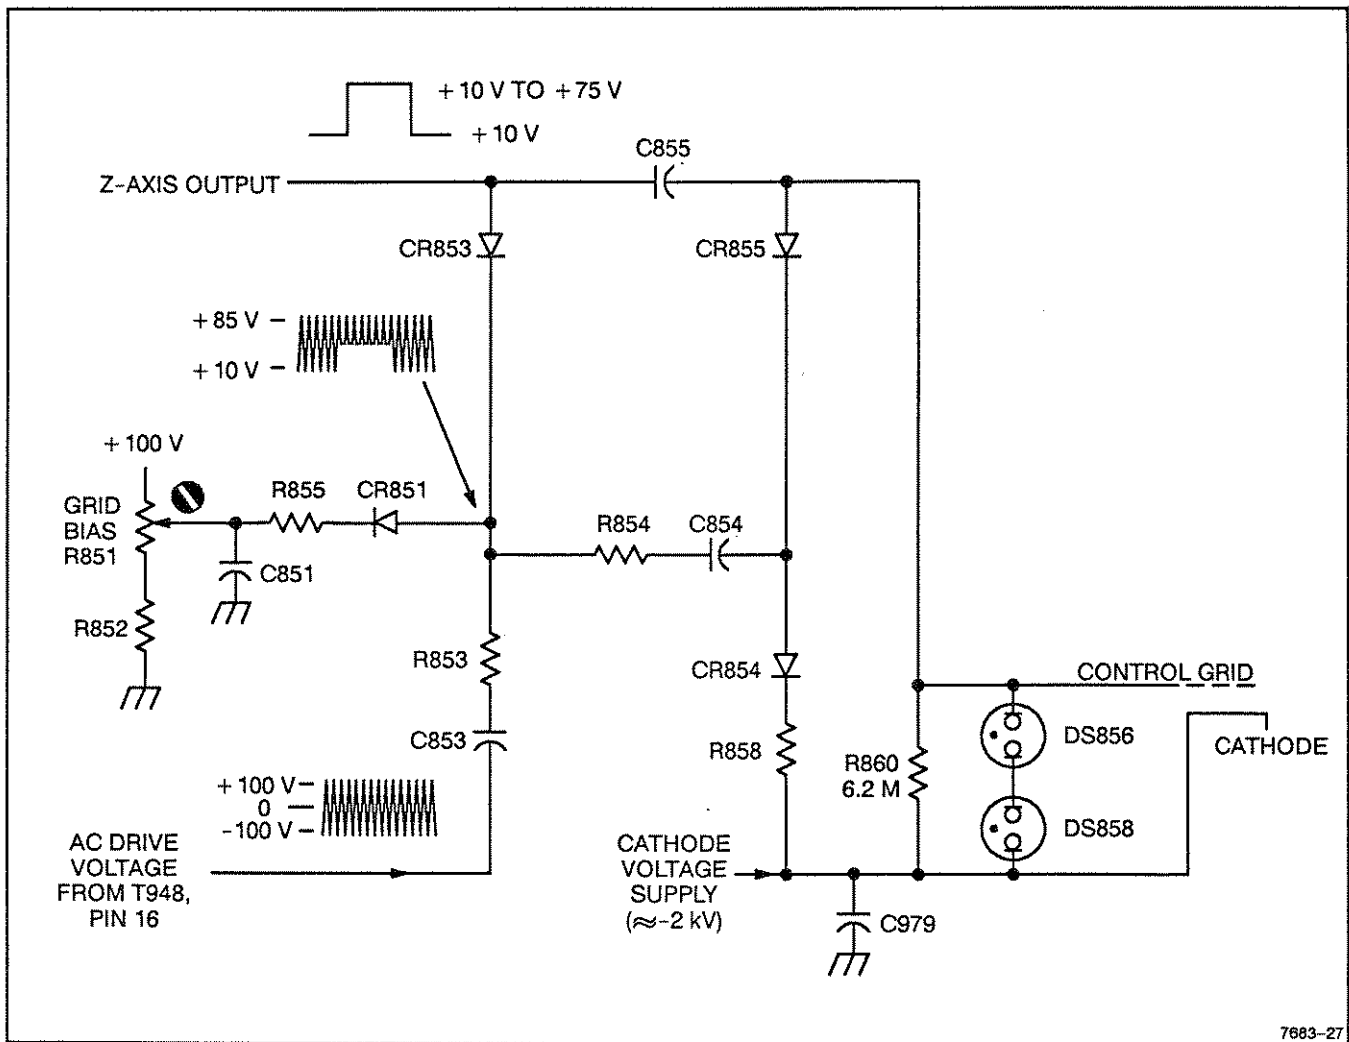 + 10 V TO + 75 V
+ 10 V
C855
Z-AXIS OUTPUT
CR853
CR855
+ 85 V
+ 10 V
+ 100 V
GRID
BIAS
R851
R855
CR851
R854
C854
C851
R852
R853
CR854
CONTROL GRID
C853
R858
R860
6.2 M
DS856
CATHODE
+ 100 V
0
-100 V
DS858
AC DRIVE
VOLTAGE
FROM T948,
PIN 16
CATHODE
VOLTAGE
SUPPLY
(≈-2 kV)
C979
7683-27